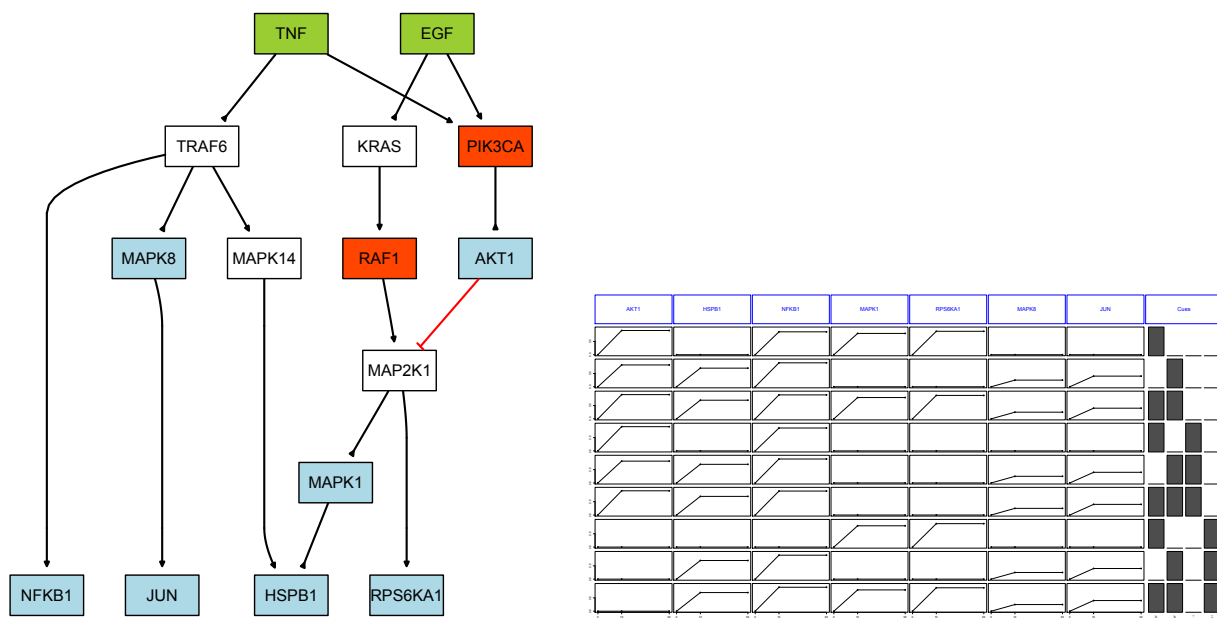 TNF EGF
TRAF6 KRAS PIK3CA
MAPK8 MAPK14 RAF1 AKT1
MAP2K1
MAPK1
NFKB1 JUN HSPB1 RPS6KA1
AKT1 HSPB1 NFKB1 MAPK1 RPS6KA1 MAPK8 JUN Cues